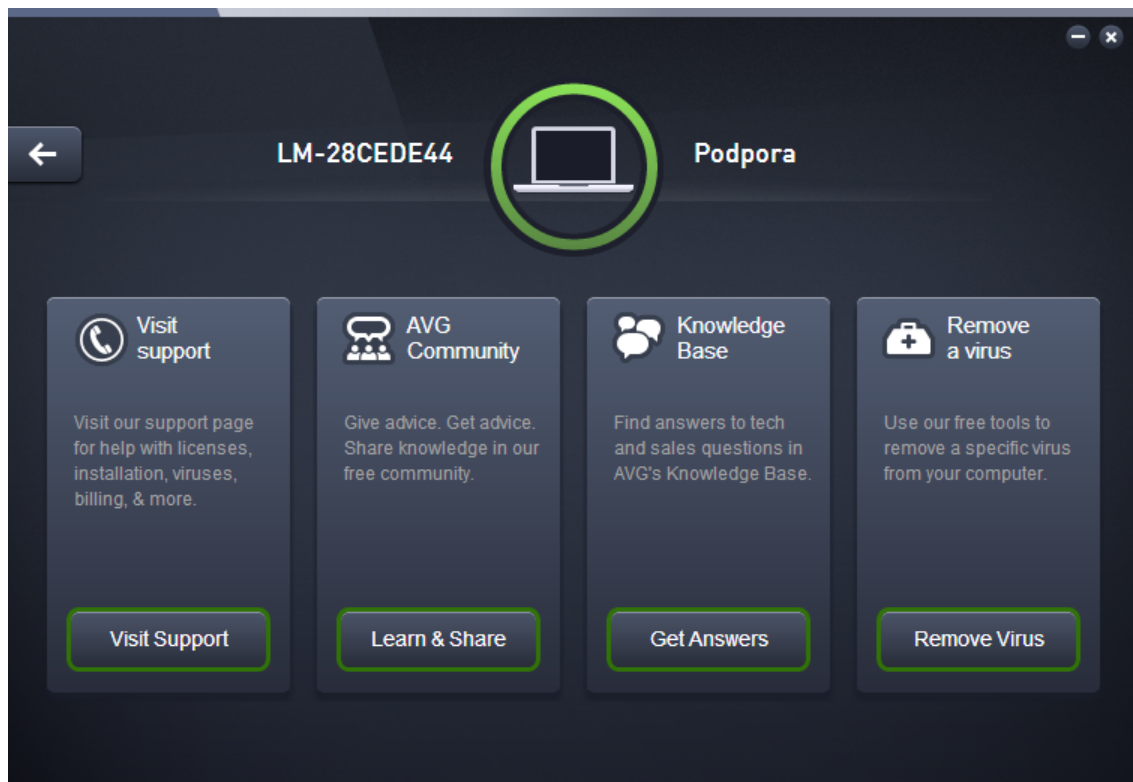 LM-28CEDE44
Podpora
Visit
support
Visit our support page
for help with licenses,
installation, viruses,
billing, & more.
Visit Support
AVG
Community
Give advice. Get advice.
Share knowledge in our
free community.
Learn & Share
Knowledge
Base
Find answers to tech
and sales questions in
AVG's Knowledge Base.
Get Answers
Remove
a virus
Use our free tools to
remove a specific virus
from your computer.
Remove Virus